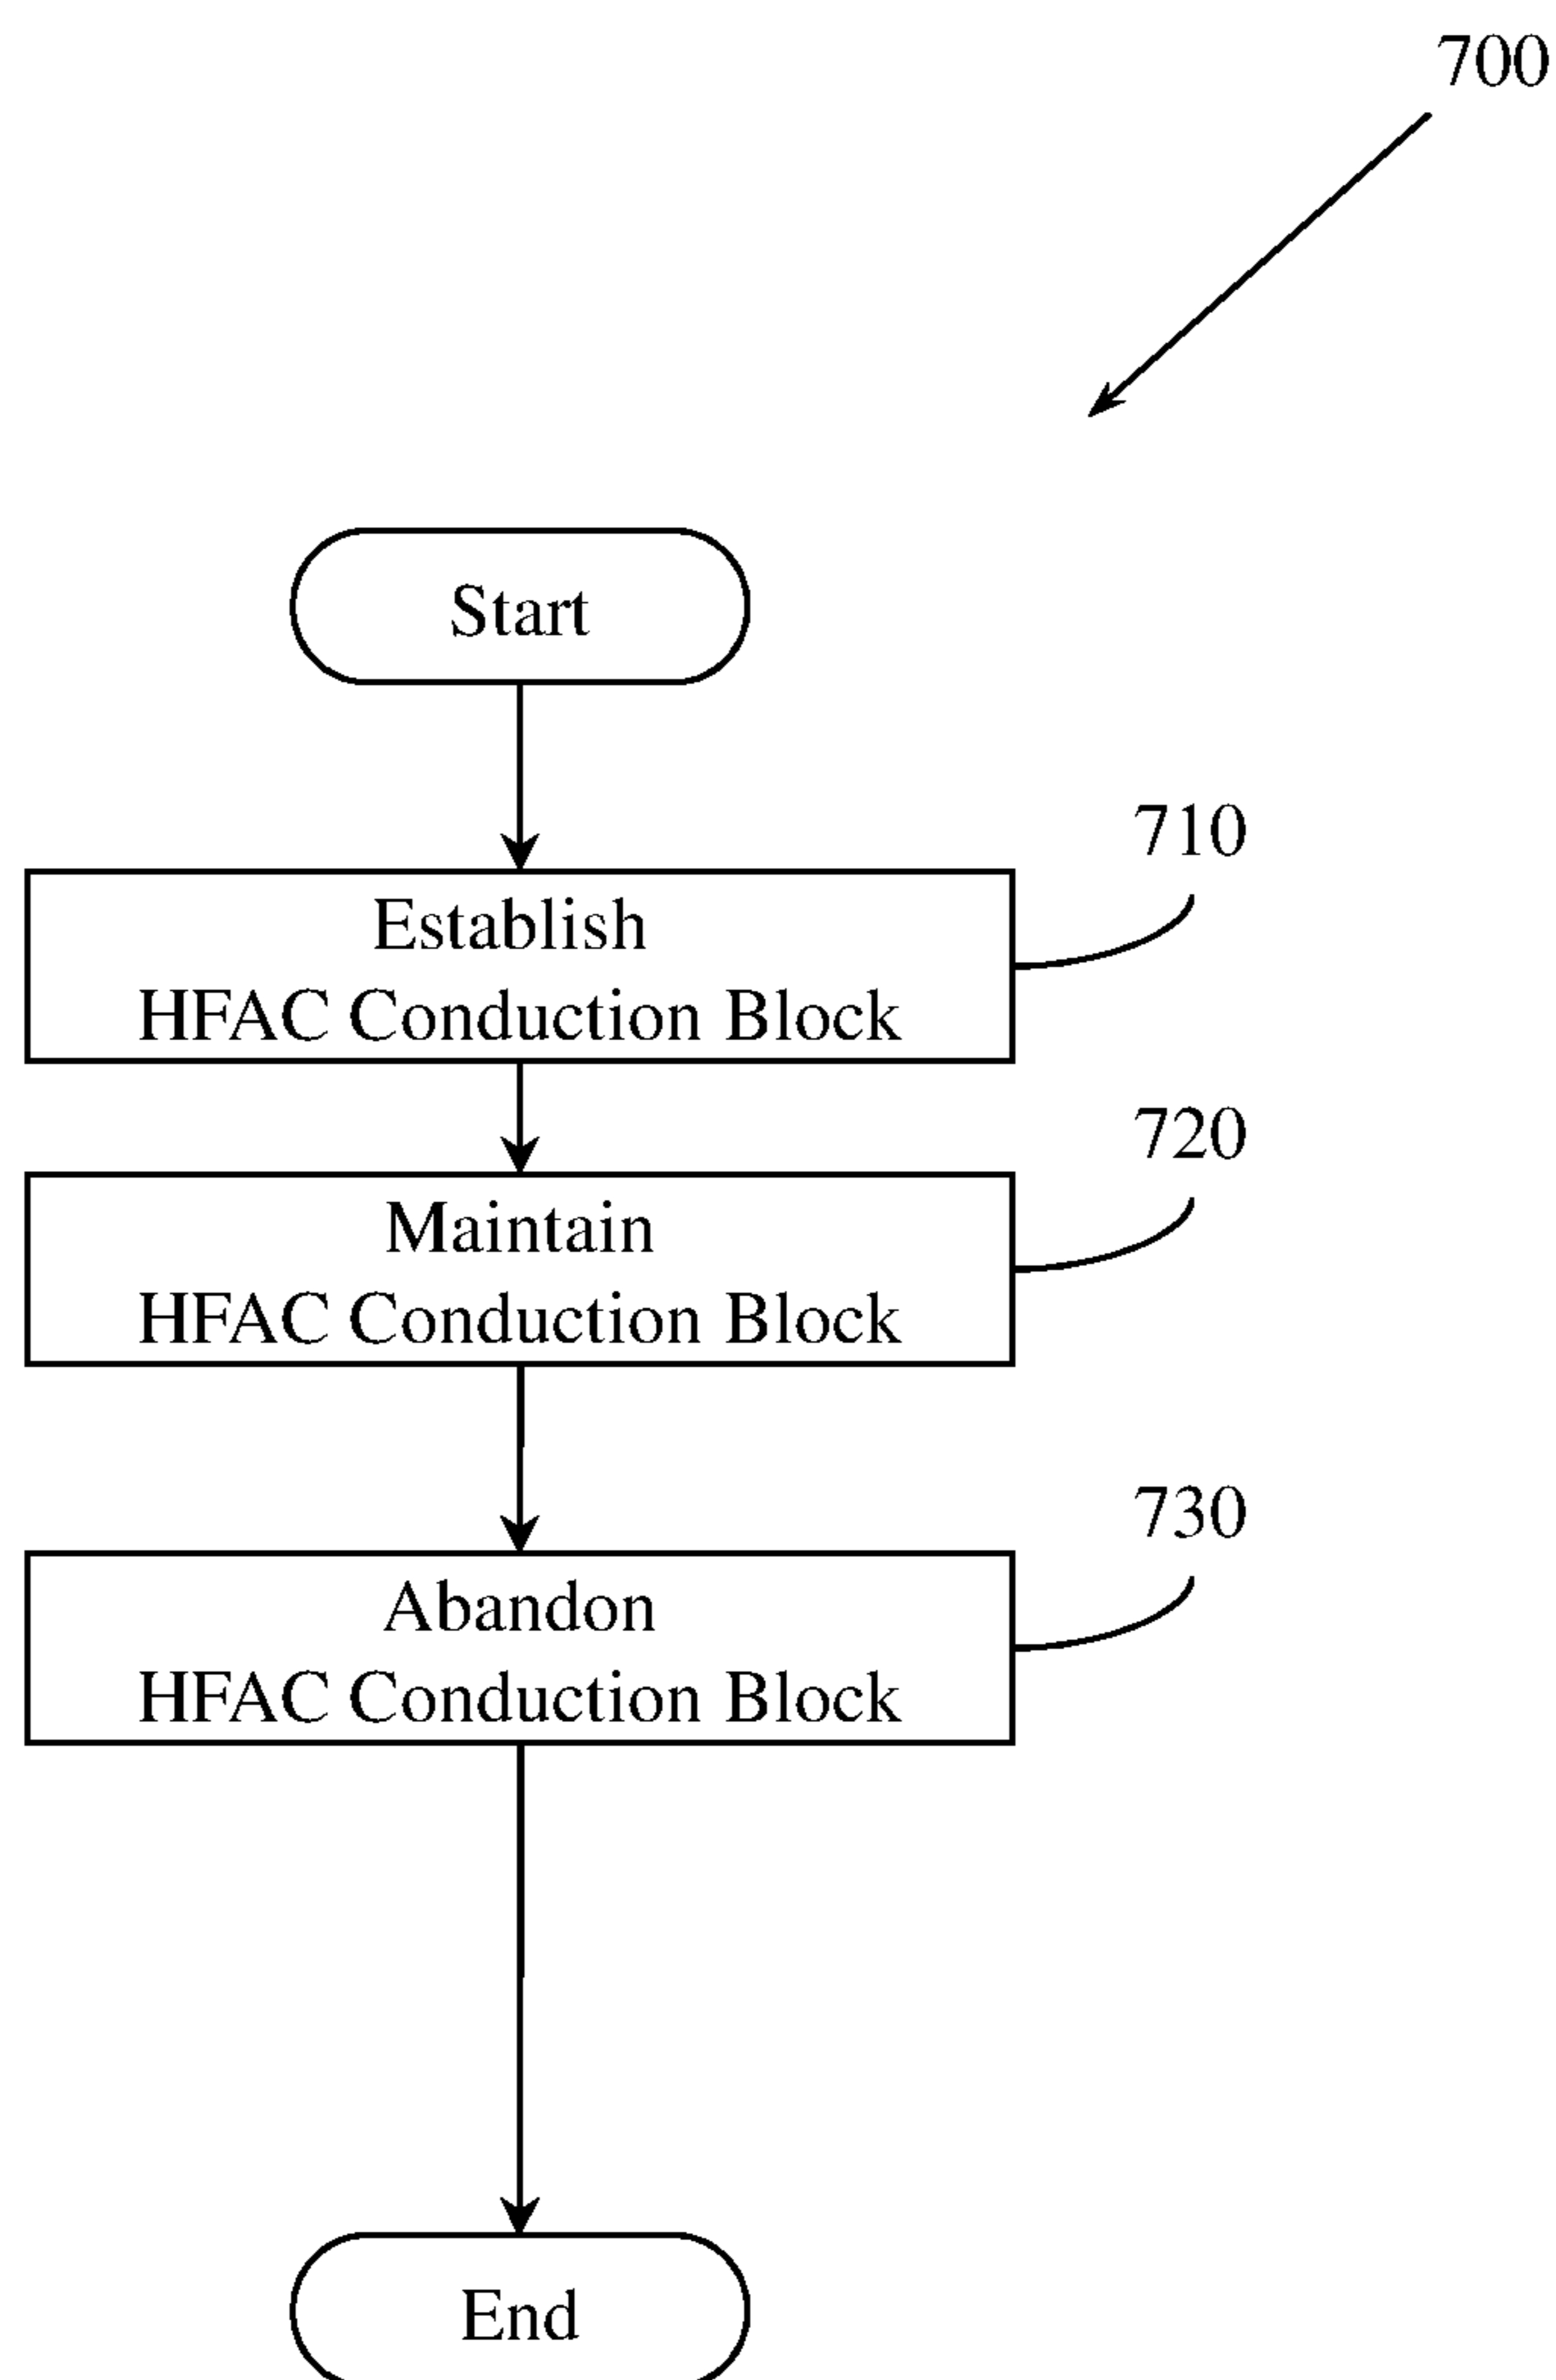 700
Start
710
Establish
HFAC Conduction Block
720
Maintain
HFAC Conduction Block
730
Abandon
HFAC Conduction Block
End